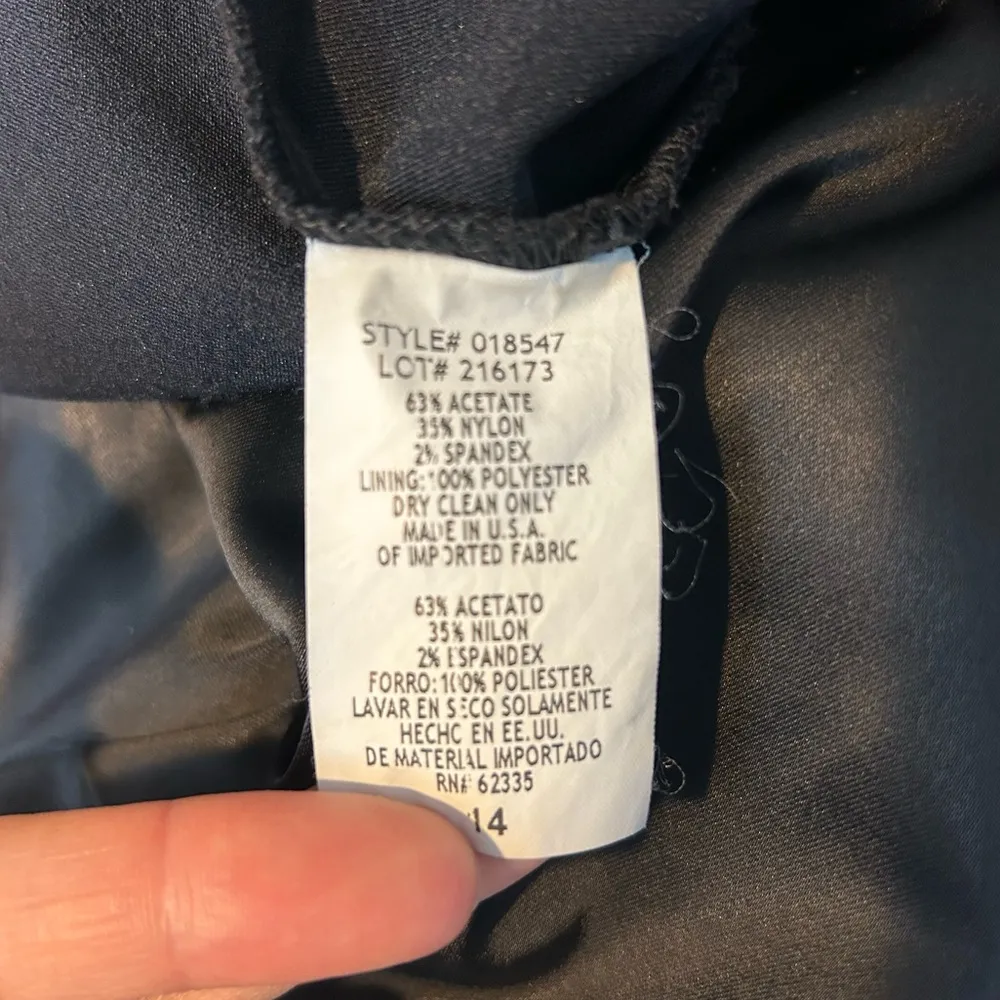 STYLE# 018547
LOT# 216173
63% ACETATE
35% NYLON
2% SPANDEX
LINING: 100% POLYESTER
DRY CLEAN ONLY
MADE IN U.S.A.
OF IMPORTED FABRIC
63% ACETATO
35% NILON
2% ESPANDEX
FORRO: 100% POLIESTER
LAVAR EN SECO SOLAMENTE
HECHO EN EE.UU.
DE MATERIAL IMPORTADO
RN# 62335
14